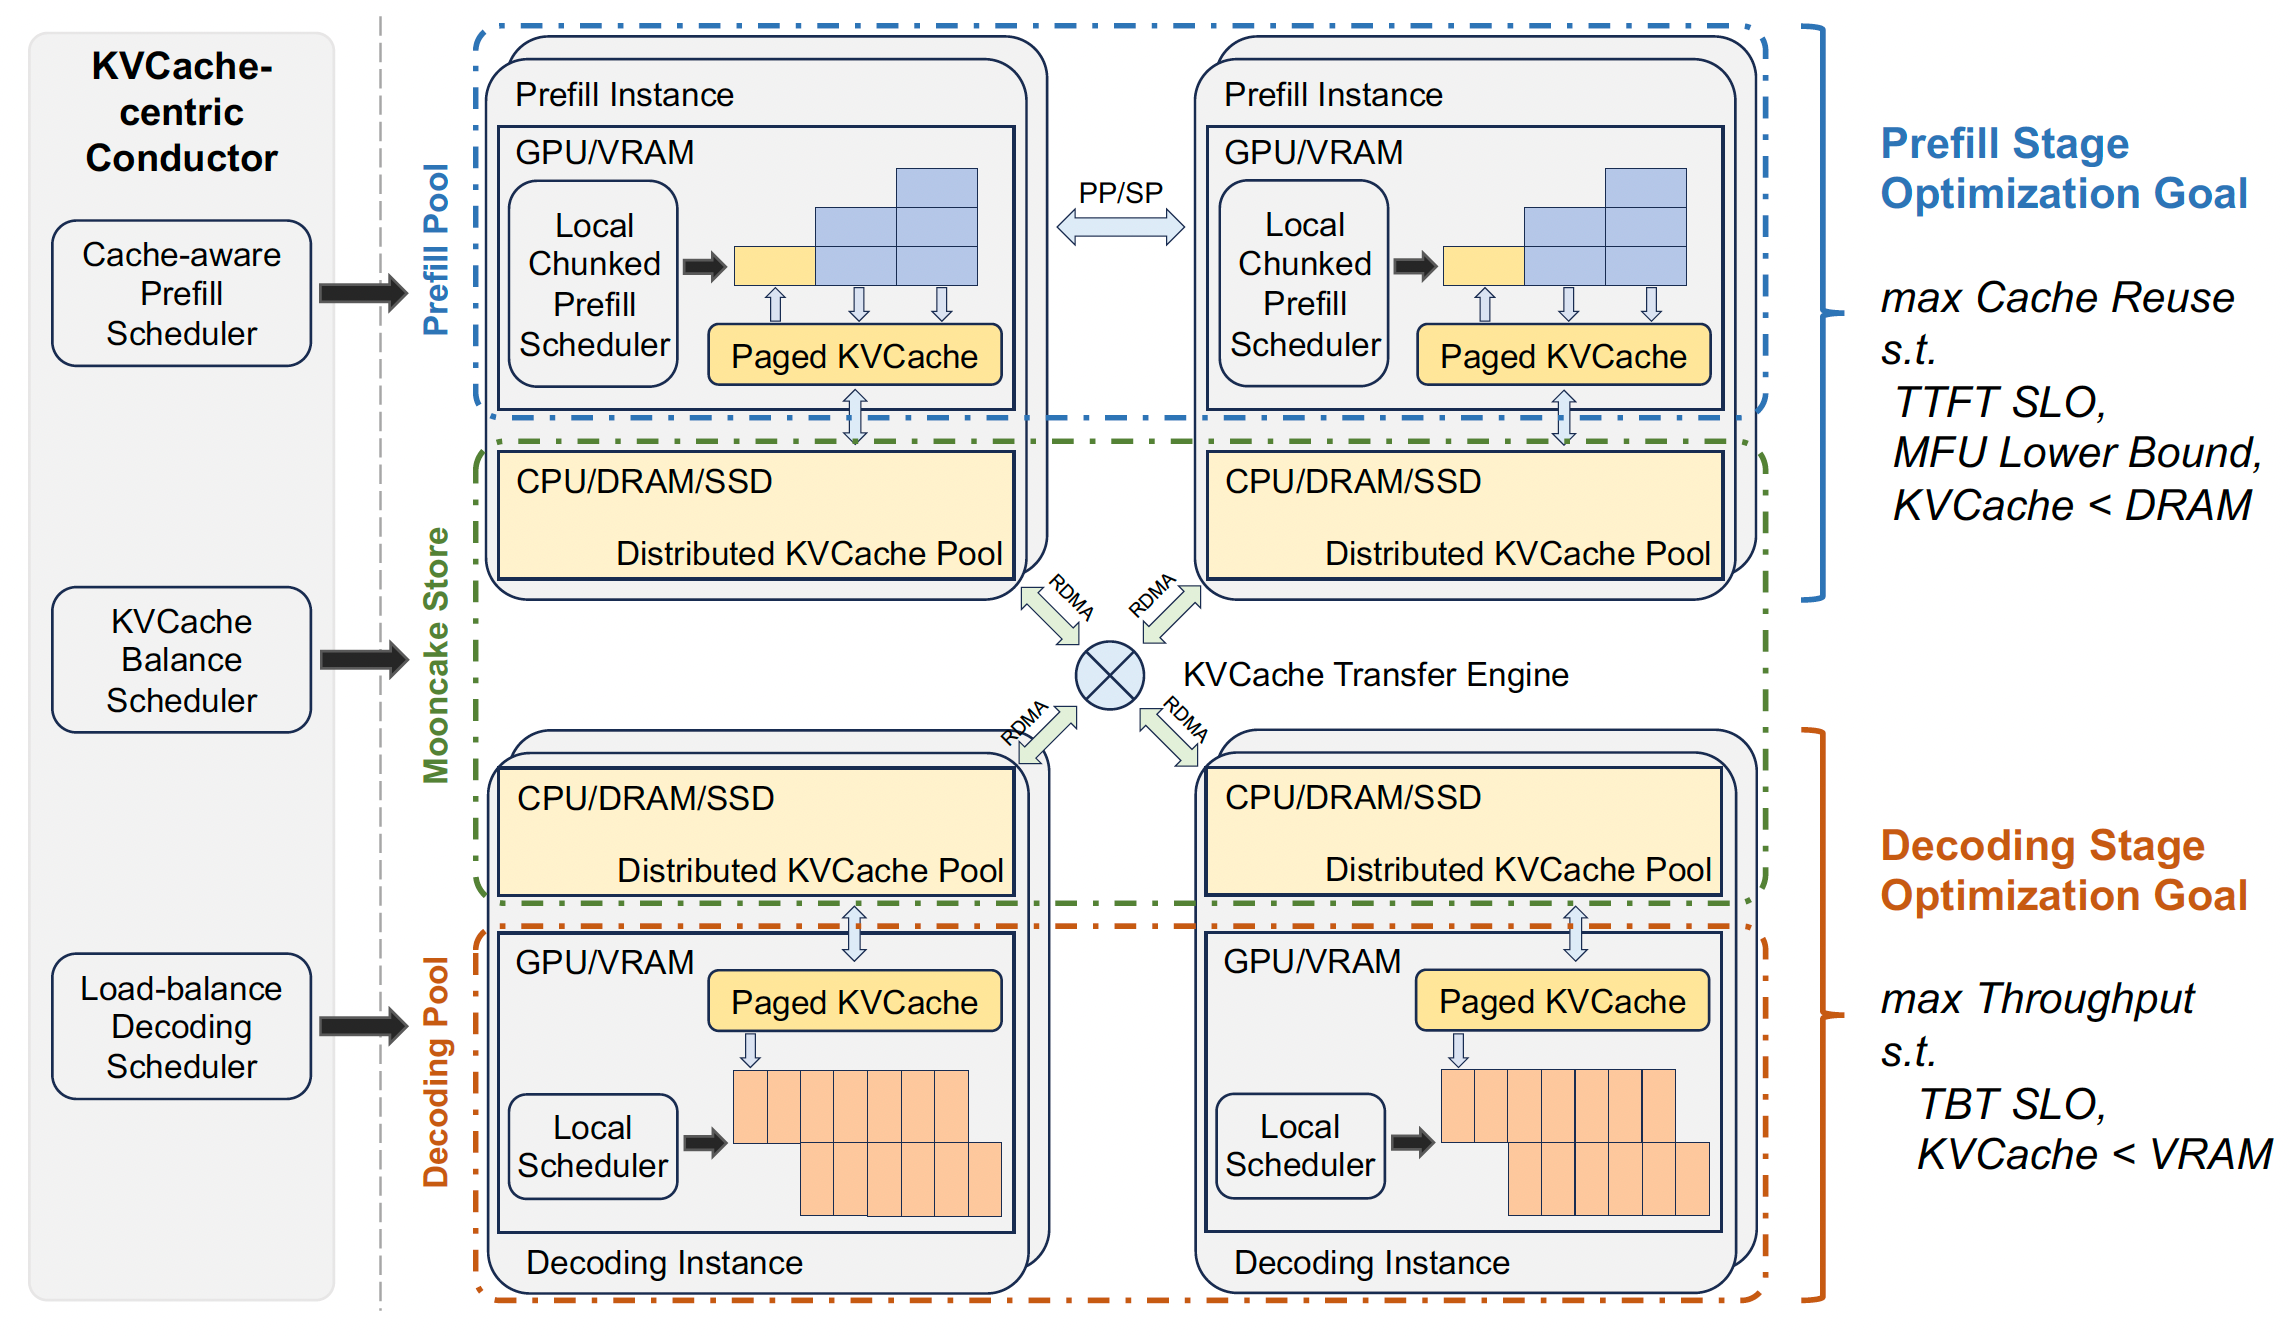 KVCache-
centric
Conductor
Cache-aware
Prefill
Scheduler
KVCache
Balance
Scheduler
Load-balance
Decoding
Scheduler
Prefill Pool
Mooncake Store
Decoding Pool
Prefill Instance
GPU/VRAM
Local
Chunked
Prefill
Scheduler
Paged KVCache
CPU/DRAM/SSD
Distributed KVCache Pool
PP/SP
Prefill Instance
GPU/VRAM
Local
Chunked
Prefill
Scheduler
Paged KVCache
CPU/DRAM/SSD
Distributed KVCache Pool
RDMA
RDMA
KVCache Transfer Engine
RDMA
RDMA
CPU/DRAM/SSD
Distributed KVCache Pool
GPU/VRAM
Paged KVCache
Local
Scheduler
Decoding Instance
CPU/DRAM/SSD
Distributed KVCache Pool
GPU/VRAM
Paged KVCache
Local
Scheduler
Decoding Instance
Prefill Stage
Optimization Goal
max Cache Reuse
s.t.
TTFT SLO,
MFU Lower Bound,
KVCache < DRAM
Decoding Stage
Optimization Goal
max Throughput
s.t.
TBT SLO,
KVCache < VRAM